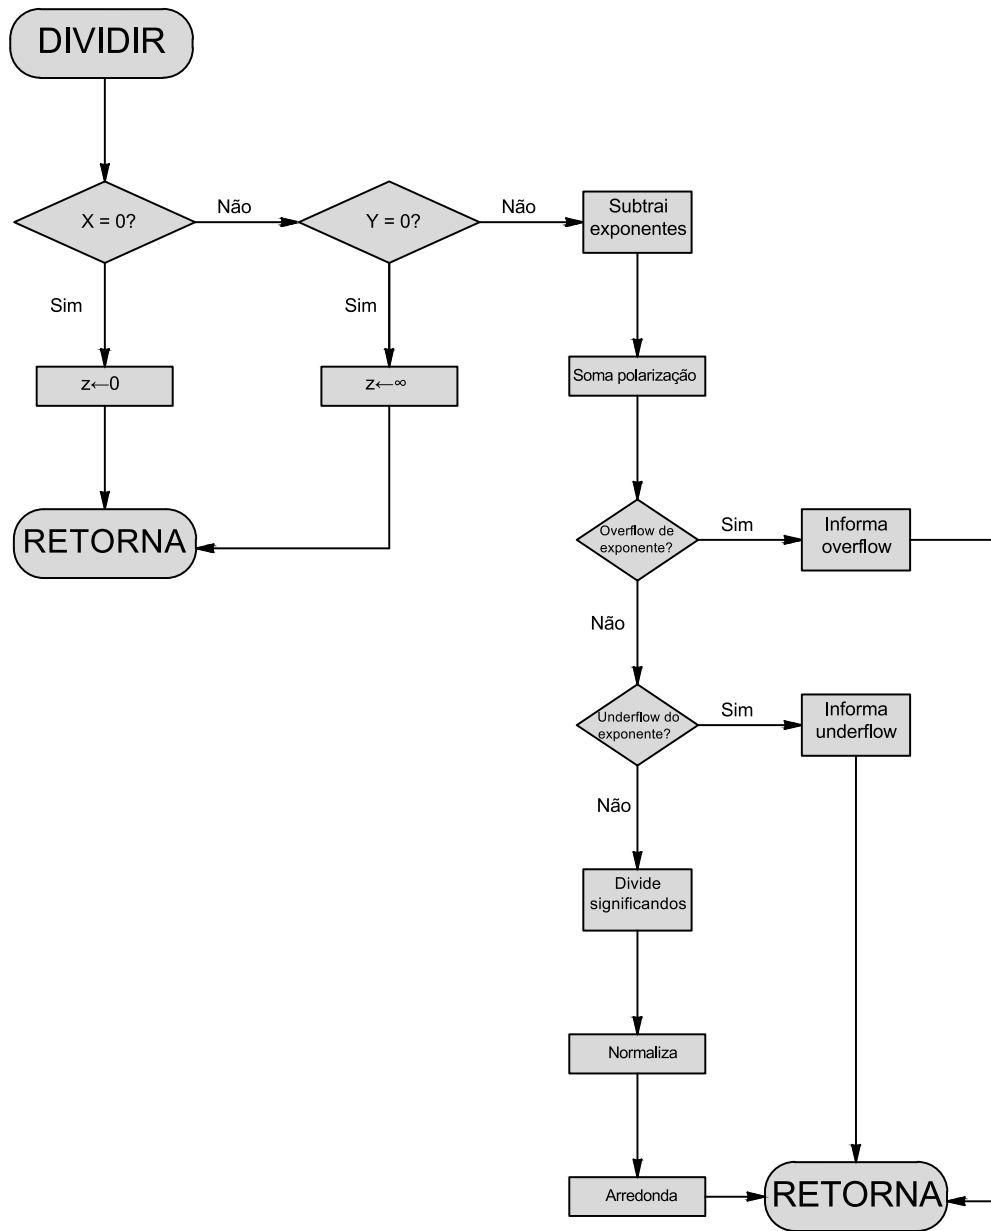 DIVIDIR
X = 0?
Não
Y = 0?
Não
Subtrai
exponentes
Sim
Sim
z←0
z←∞
Soma polarização
RETORNA
Overflow de
exponente?
Sim
Informa
overflow
Não
Underflow do
exponente?
Sim
Informa
underflow
Não
Divide
significandos
Normaliza
Arredonda
RETORNA